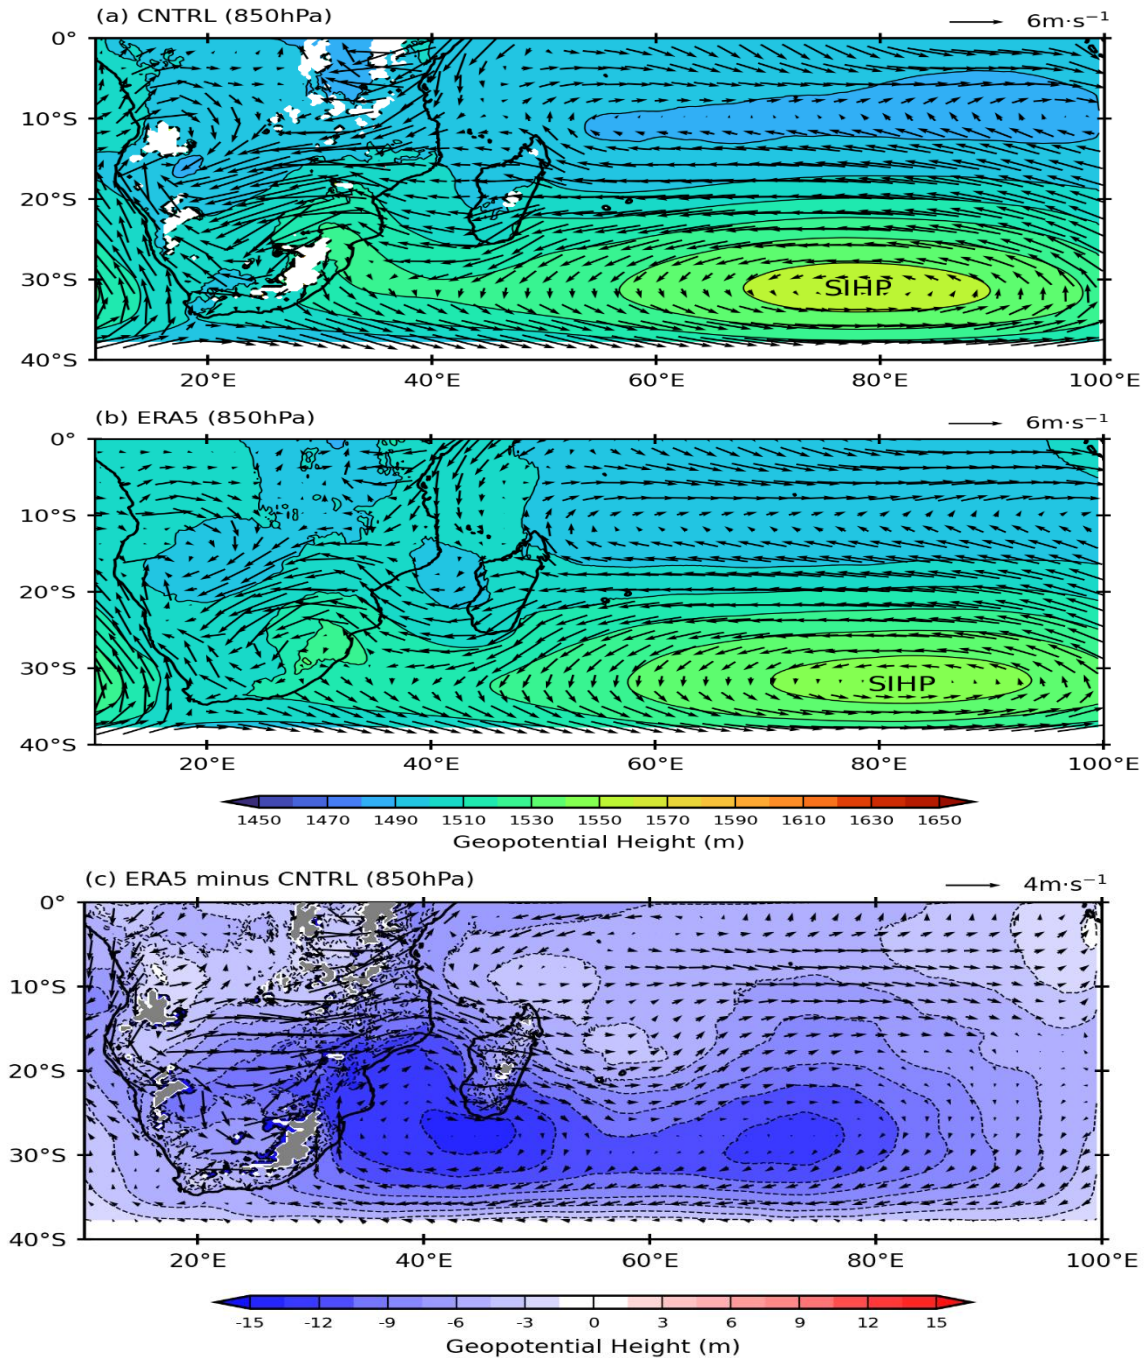 (a) CNTRL (850hPa)
6m·s⁻¹
0°
10°S
20°S
30°S
40°S
SIHP
20°E 40°E 60°E 80°E 100°E
(b) ERA5 (850hPa)
6m·s⁻¹
0°
10°S
20°S
30°S
40°S
SIHP
20°E 40°E 60°E 80°E 100°E
1450 1470 1490 1510 1530 1550 1570 1590 1610 1630 1650
Geopotential Height (m)
(c) ERA5 minus CNTRL (850hPa)
4m·s⁻¹
0°
10°S
20°S
30°S
40°S
20°E 40°E 60°E 80°E 100°E
-15 -12 -9 -6 -3 0 3 6 9 12 15
Geopotential Height (m)